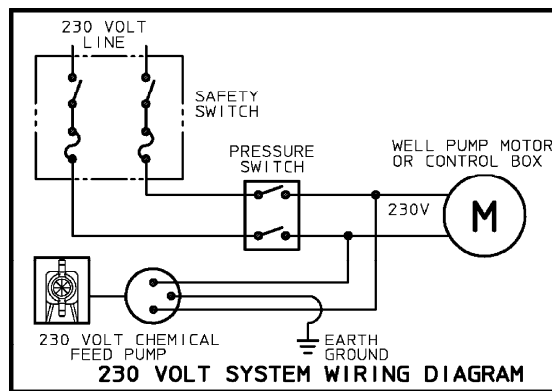 230 VOLT
LINE
SAFETY
SWITCH
PRESSURE
SWITCH
WELL PUMP MOTOR
OR CONTROL BOX
230V
M
230 VOLT CHEMICAL
FEED PUMP
EARTH
GROUND
230 VOLT SYSTEM WIRING DIAGRAM